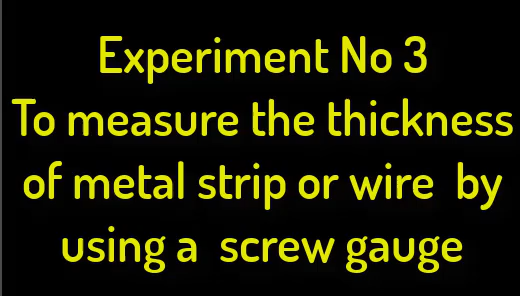 Experiment No 3
To measure the thickness
of metal strip or wire by
using a screw gauge